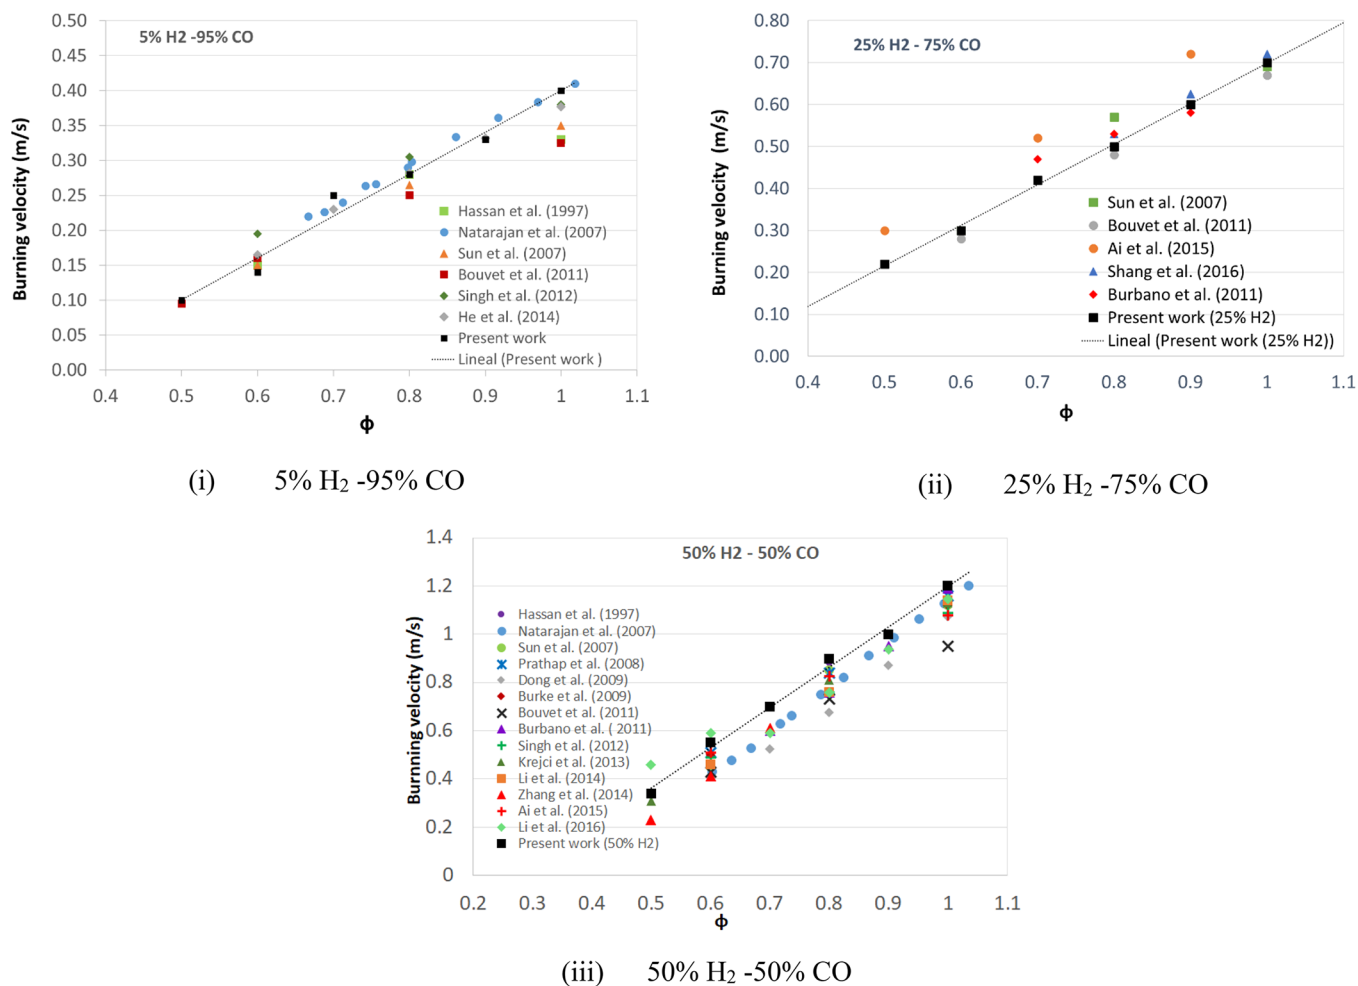 5% H2 -95% CO
Burning velocity (m/s)
0.50
0.45
0.40
0.35
0.30
0.25
0.20
0.15
0.10
0.05
0.00
0.4 0.5 0.6 0.7 0.8 0.9 1 1.1
ϕ
Hassan et al. (1997)
Natarajan et al. (2007)
Sun et al. (2007)
Bouvet et al. (2011)
Singh et al. (2012)
He et al. (2014)
Present work
Lineal (Present work )
(i) 5% H₂ -95% CO
25% H2 - 75% CO
Burning velocity (m/s)
0.80
0.70
0.60
0.50
0.40
0.30
0.20
0.10
0.00
0.4 0.5 0.6 0.7 0.8 0.9 1 1.1
ϕ
Sun et al. (2007)
Bouvet et al. (2011)
Ai et al. (2015)
Shang et al. (2016)
Burbano et al. (2011)
Present work (25% H2)
Lineal (Present work (25% H2))
(ii) 25% H₂ -75% CO
50% H2 - 50% CO
Burnning velocity (m/s)
1.4
1.2
1
0.8
0.6
0.4
0.2
0
0.2 0.3 0.4 0.5 0.6 0.7 0.8 0.9 1 1.1
ϕ
Hassan et al. (1997)
Natarajan et al. (2007)
Sun et al. (2007)
Prathap et al. (2008)
Dong et al. (2009)
Burke et al. (2009)
Bouvet et al. (2011)
Burbano et al. ( 2011)
Singh et al. (2012)
Krejci et al. (2013)
Li et al. (2014)
Zhang et al. (2014)
Ai et al. (2015)
Li et al. (2016)
Present work (50% H2)
(iii) 50% H₂ -50% CO